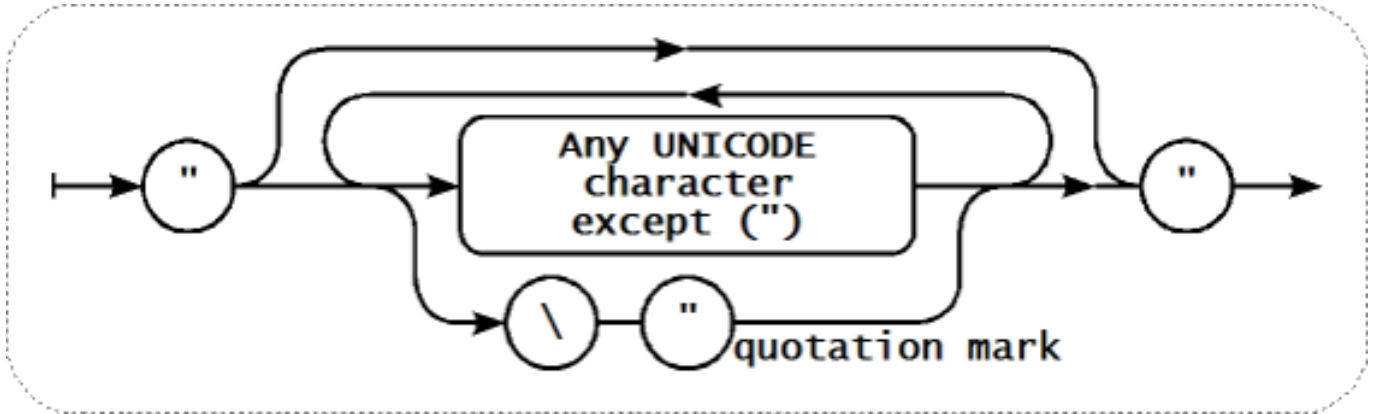 "
Any UNICODE
character
except (")
"
\
"
quotation mark